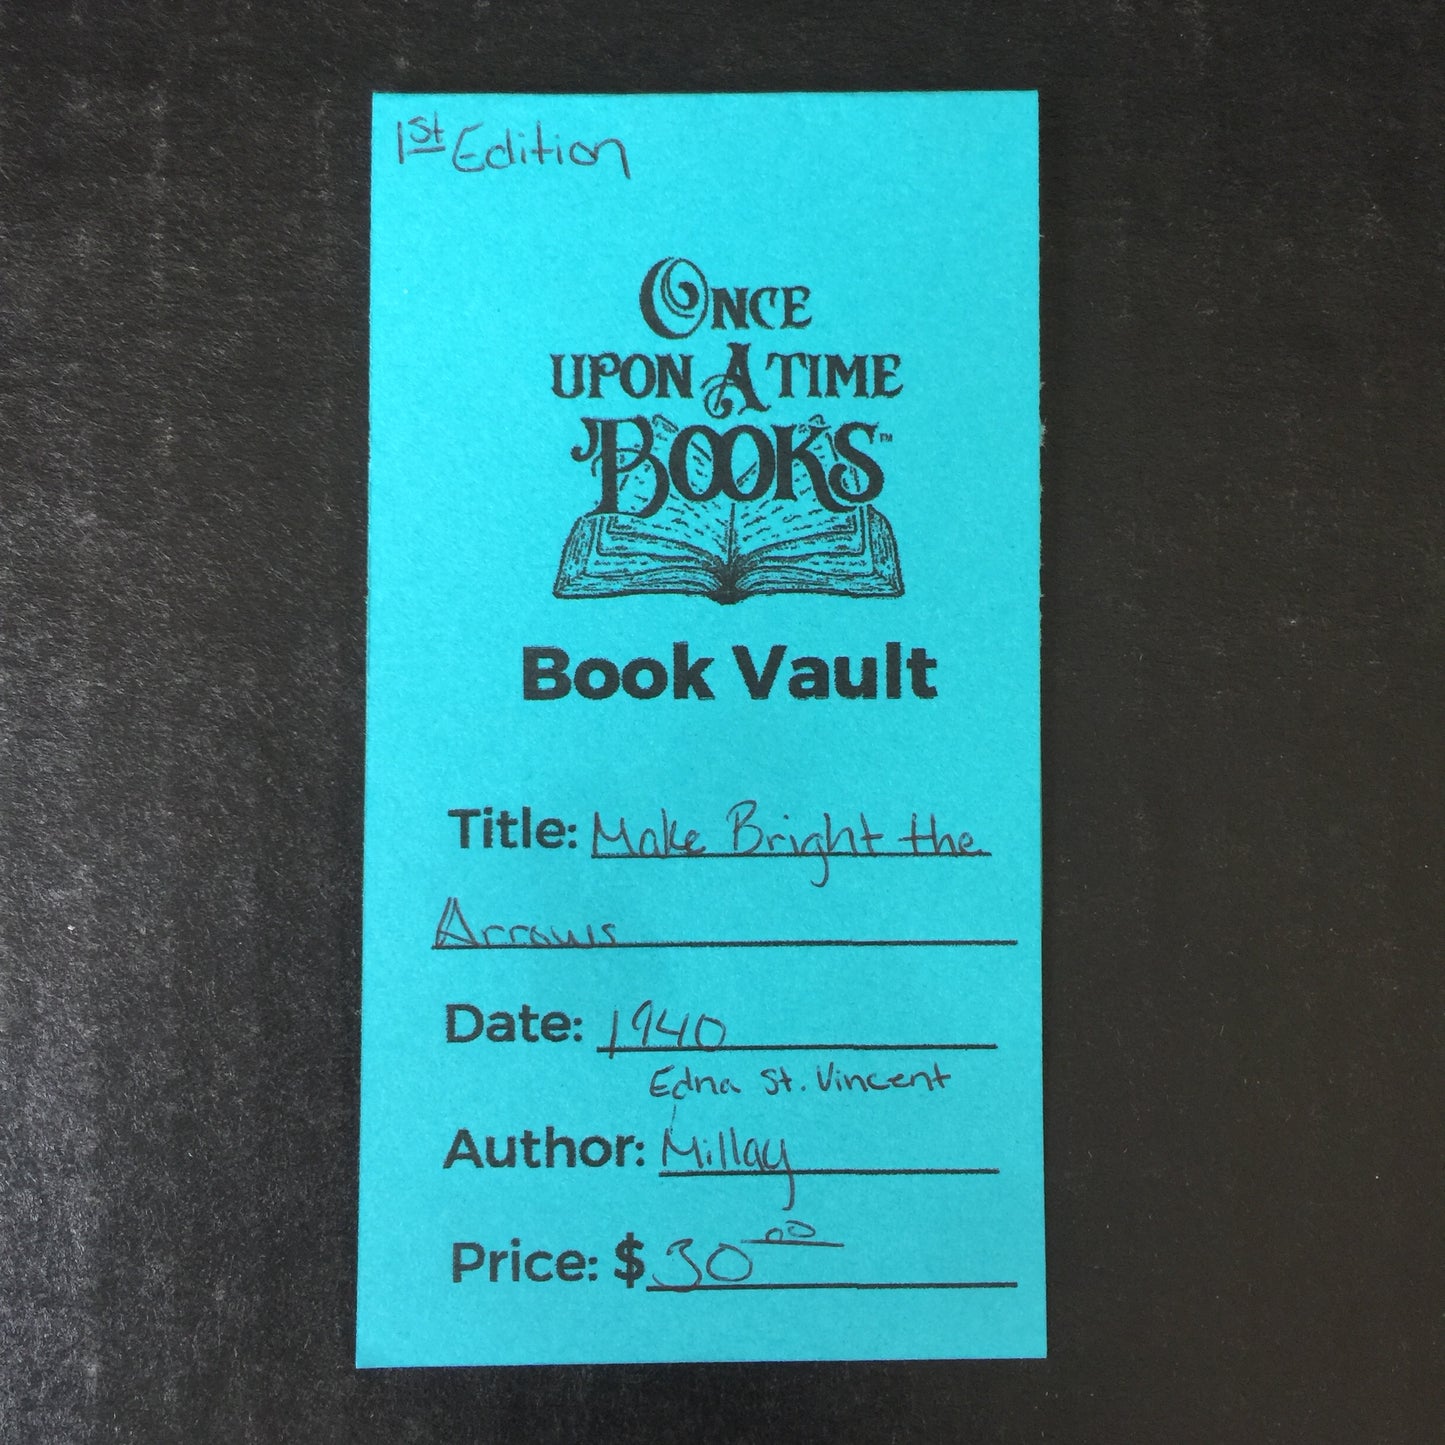 1st Edition
ONCE
UPON A TIME
BOOKS™
Book Vault
Title: Make Bright the
Arrows
Date: 1940
Edna St. Vincent
Author: Millay
Price: $30 00